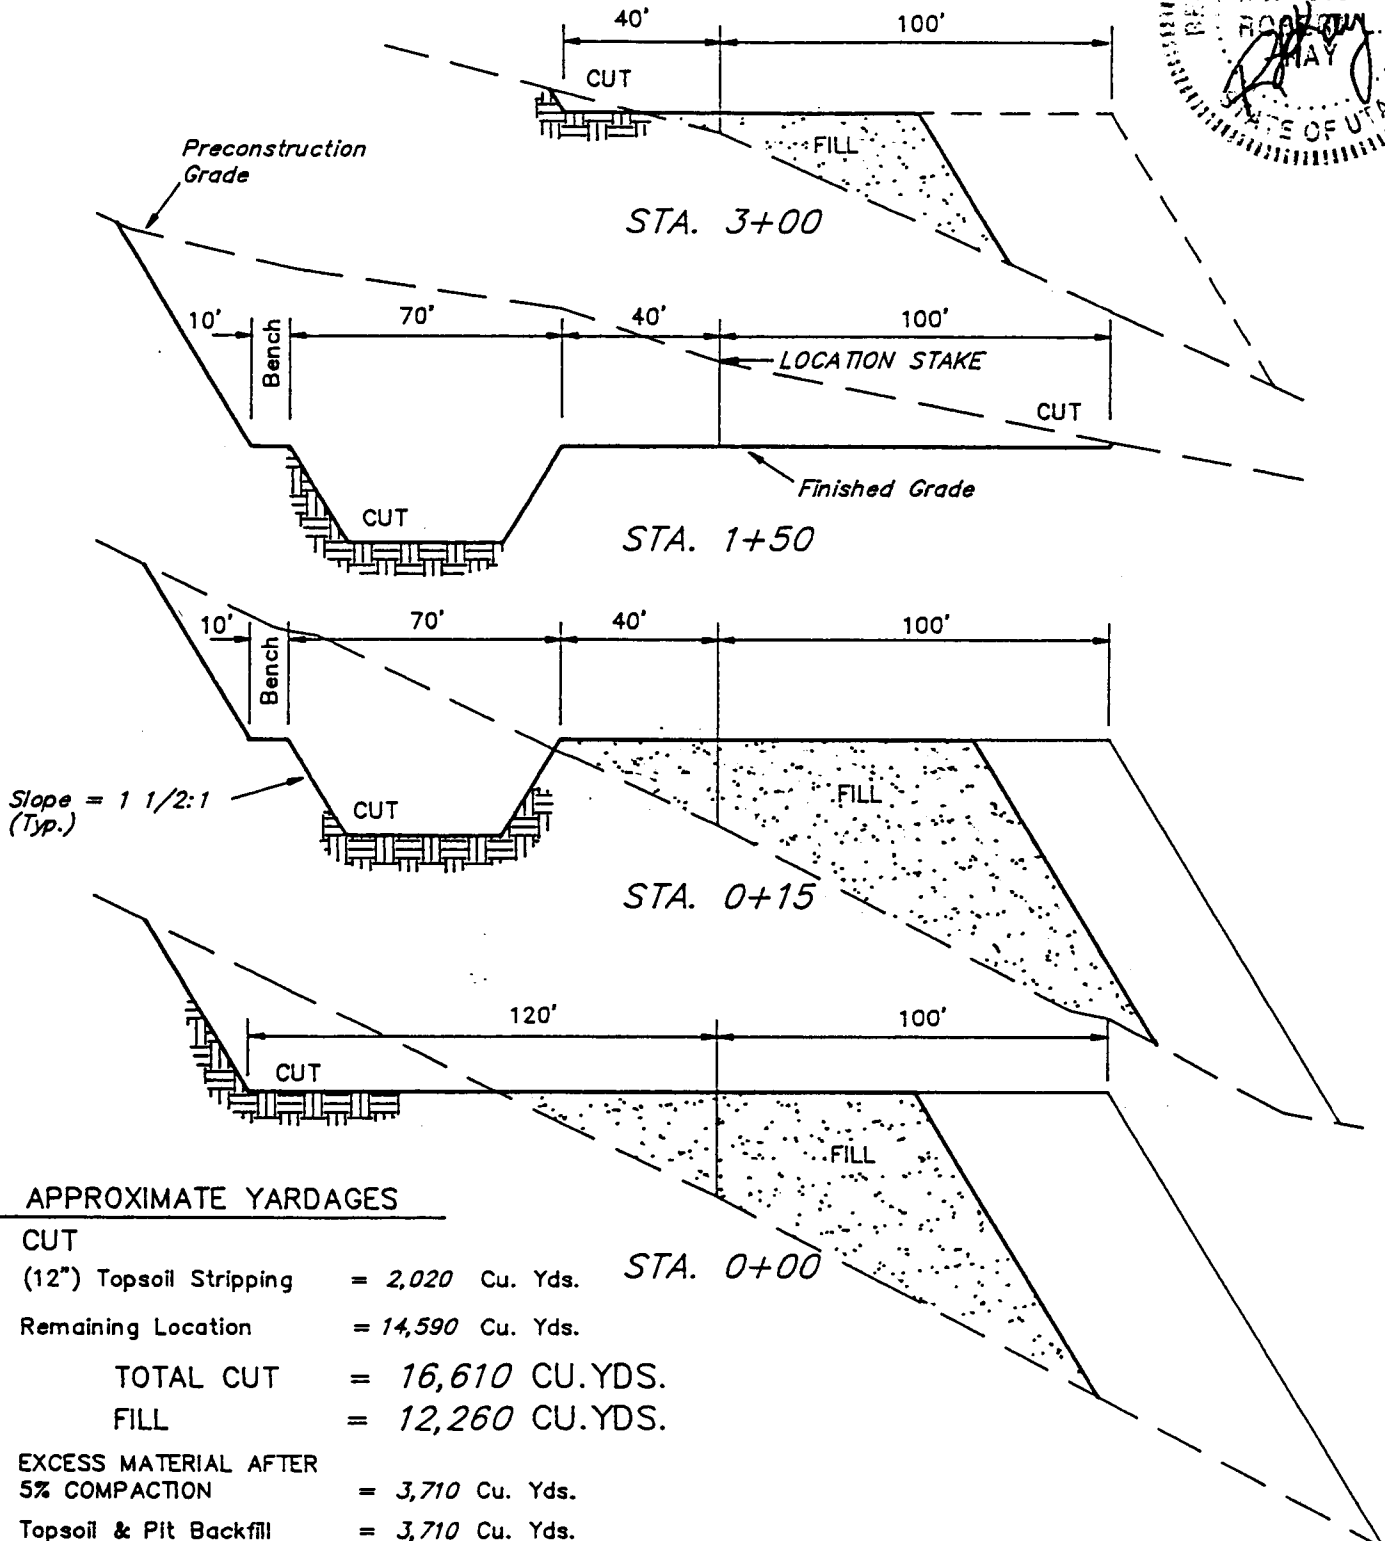 40' 100'
CUT
STATE OF UTA
Preconstruction
Grade
FILL
STA. 3+00
10' 70' 40' 100'
Bench
LOCATION STAKE
CUT
Finished Grade
CUT
STA. 1+50
10' 70' 40' 100'
Bench
Slope = 1 1/2:1
(Typ.)
CUT
FILL
STA. 0+15
120' 100'
CUT
FILL
STA. 0+00
APPROXIMATE YARDAGES
CUT
(12") Topsoil Stripping = 2,020 Cu. Yds.
Remaining Location = 14,590 Cu. Yds.
TOTAL CUT = 16,610 CU.YDS.
FILL = 12,260 CU.YDS.
EXCESS MATERIAL AFTER
5% COMPACTION = 3,710 Cu. Yds.
Topsoil & Pit Backfill = 3,710 Cu. Yds.